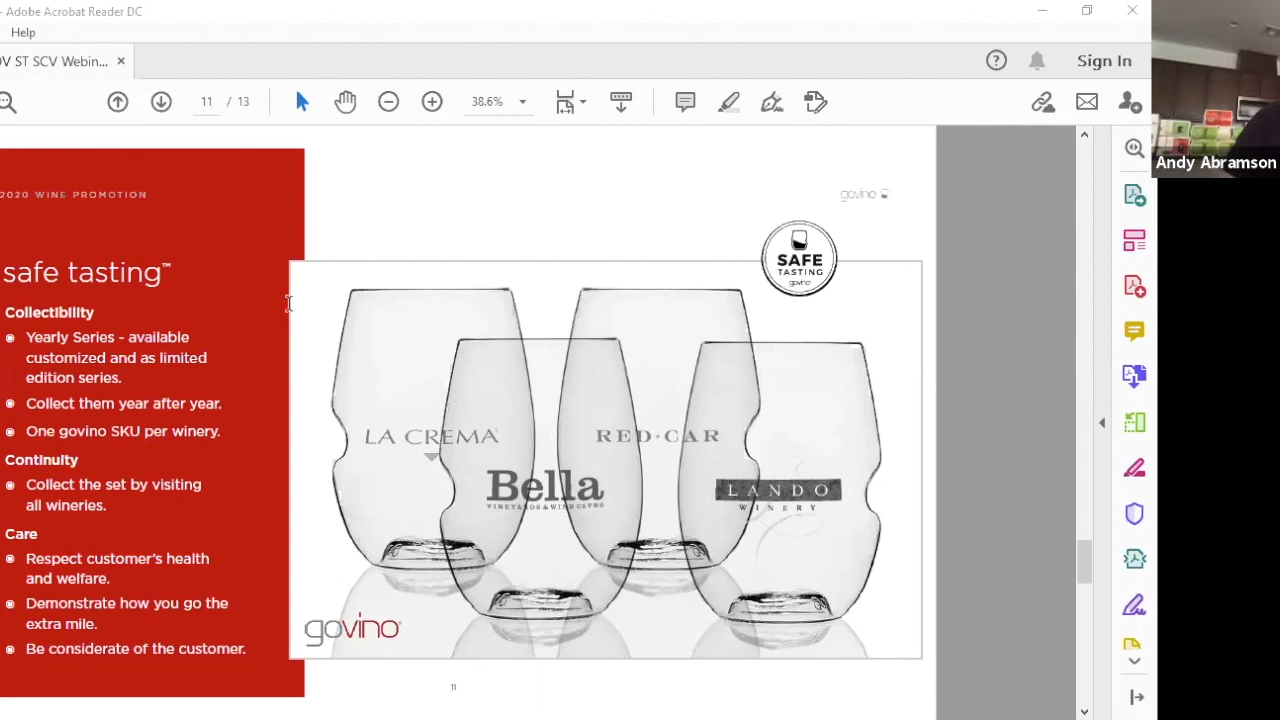 - Adobe Acrobat Reader DC
Help
OV ST SCV Webin...
Sign In
11 / 13
38.6%
Andy Abramson
2020 WINE PROMOTION
govino
safe tasting™
SAFE
TASTING
govino
Collectibility
Yearly Series - available
customized and as limited
edition series.
Collect them year after year.
One govino SKU per winery.
Continuity
Collect the set by visiting
all wineries.
Care
Respect customer's health
and welfare.
Demonstrate how you go the
extra mile.
Be considerate of the customer.
LA CREMA
RED·CAR
Bella
VINEYARDS & WINE CAVES
LANDO
WINERY
govino
11